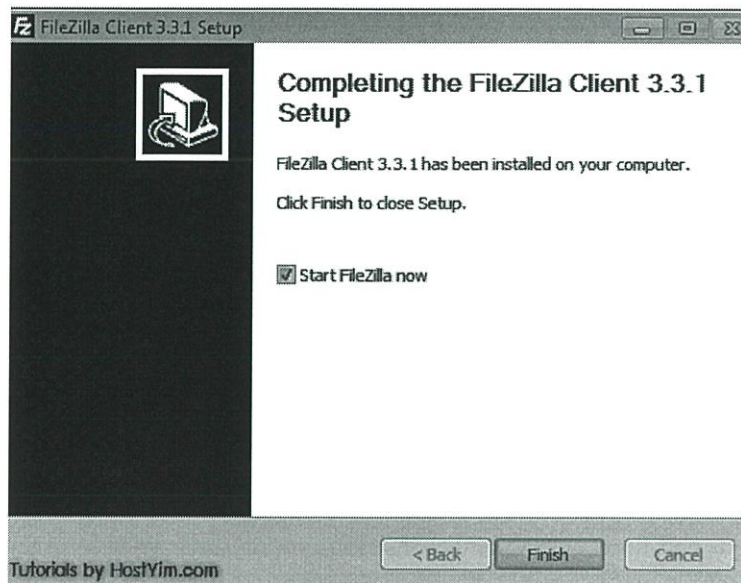 Fz FileZilla Client 3.3.1 Setup
Completing the FileZilla Client 3.3.1
Setup
FileZilla Client 3.3.1 has been installed on your computer.
Click Finish to close Setup.
Start FileZilla now
< Back Finish Cancel
Tutorials by HostYim.com